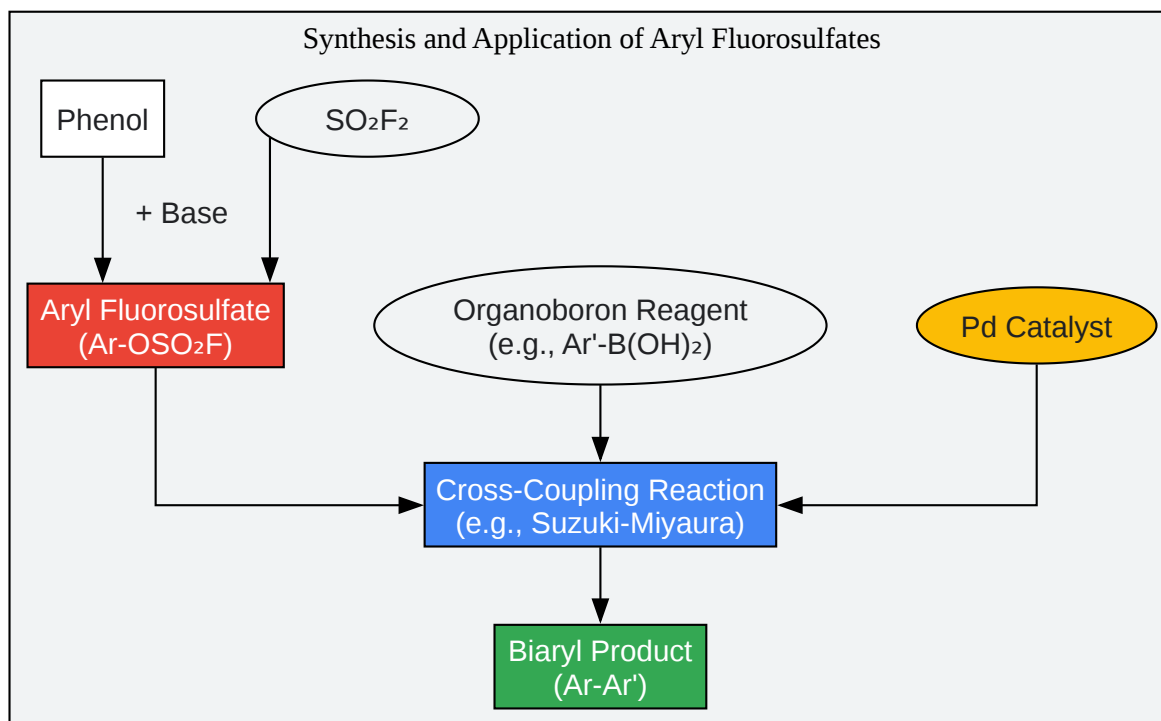 Synthesis and Application of Aryl Fluorosulfates
Phenol
SO₂F₂
+ Base
Aryl Fluorosulfate
(Ar-OSO₂F)
Organoboron Reagent
(e.g., Ar'-B(OH)₂)
Pd Catalyst
Cross-Coupling Reaction
(e.g., Suzuki-Miyaura)
Biaryl Product
(Ar-Ar')